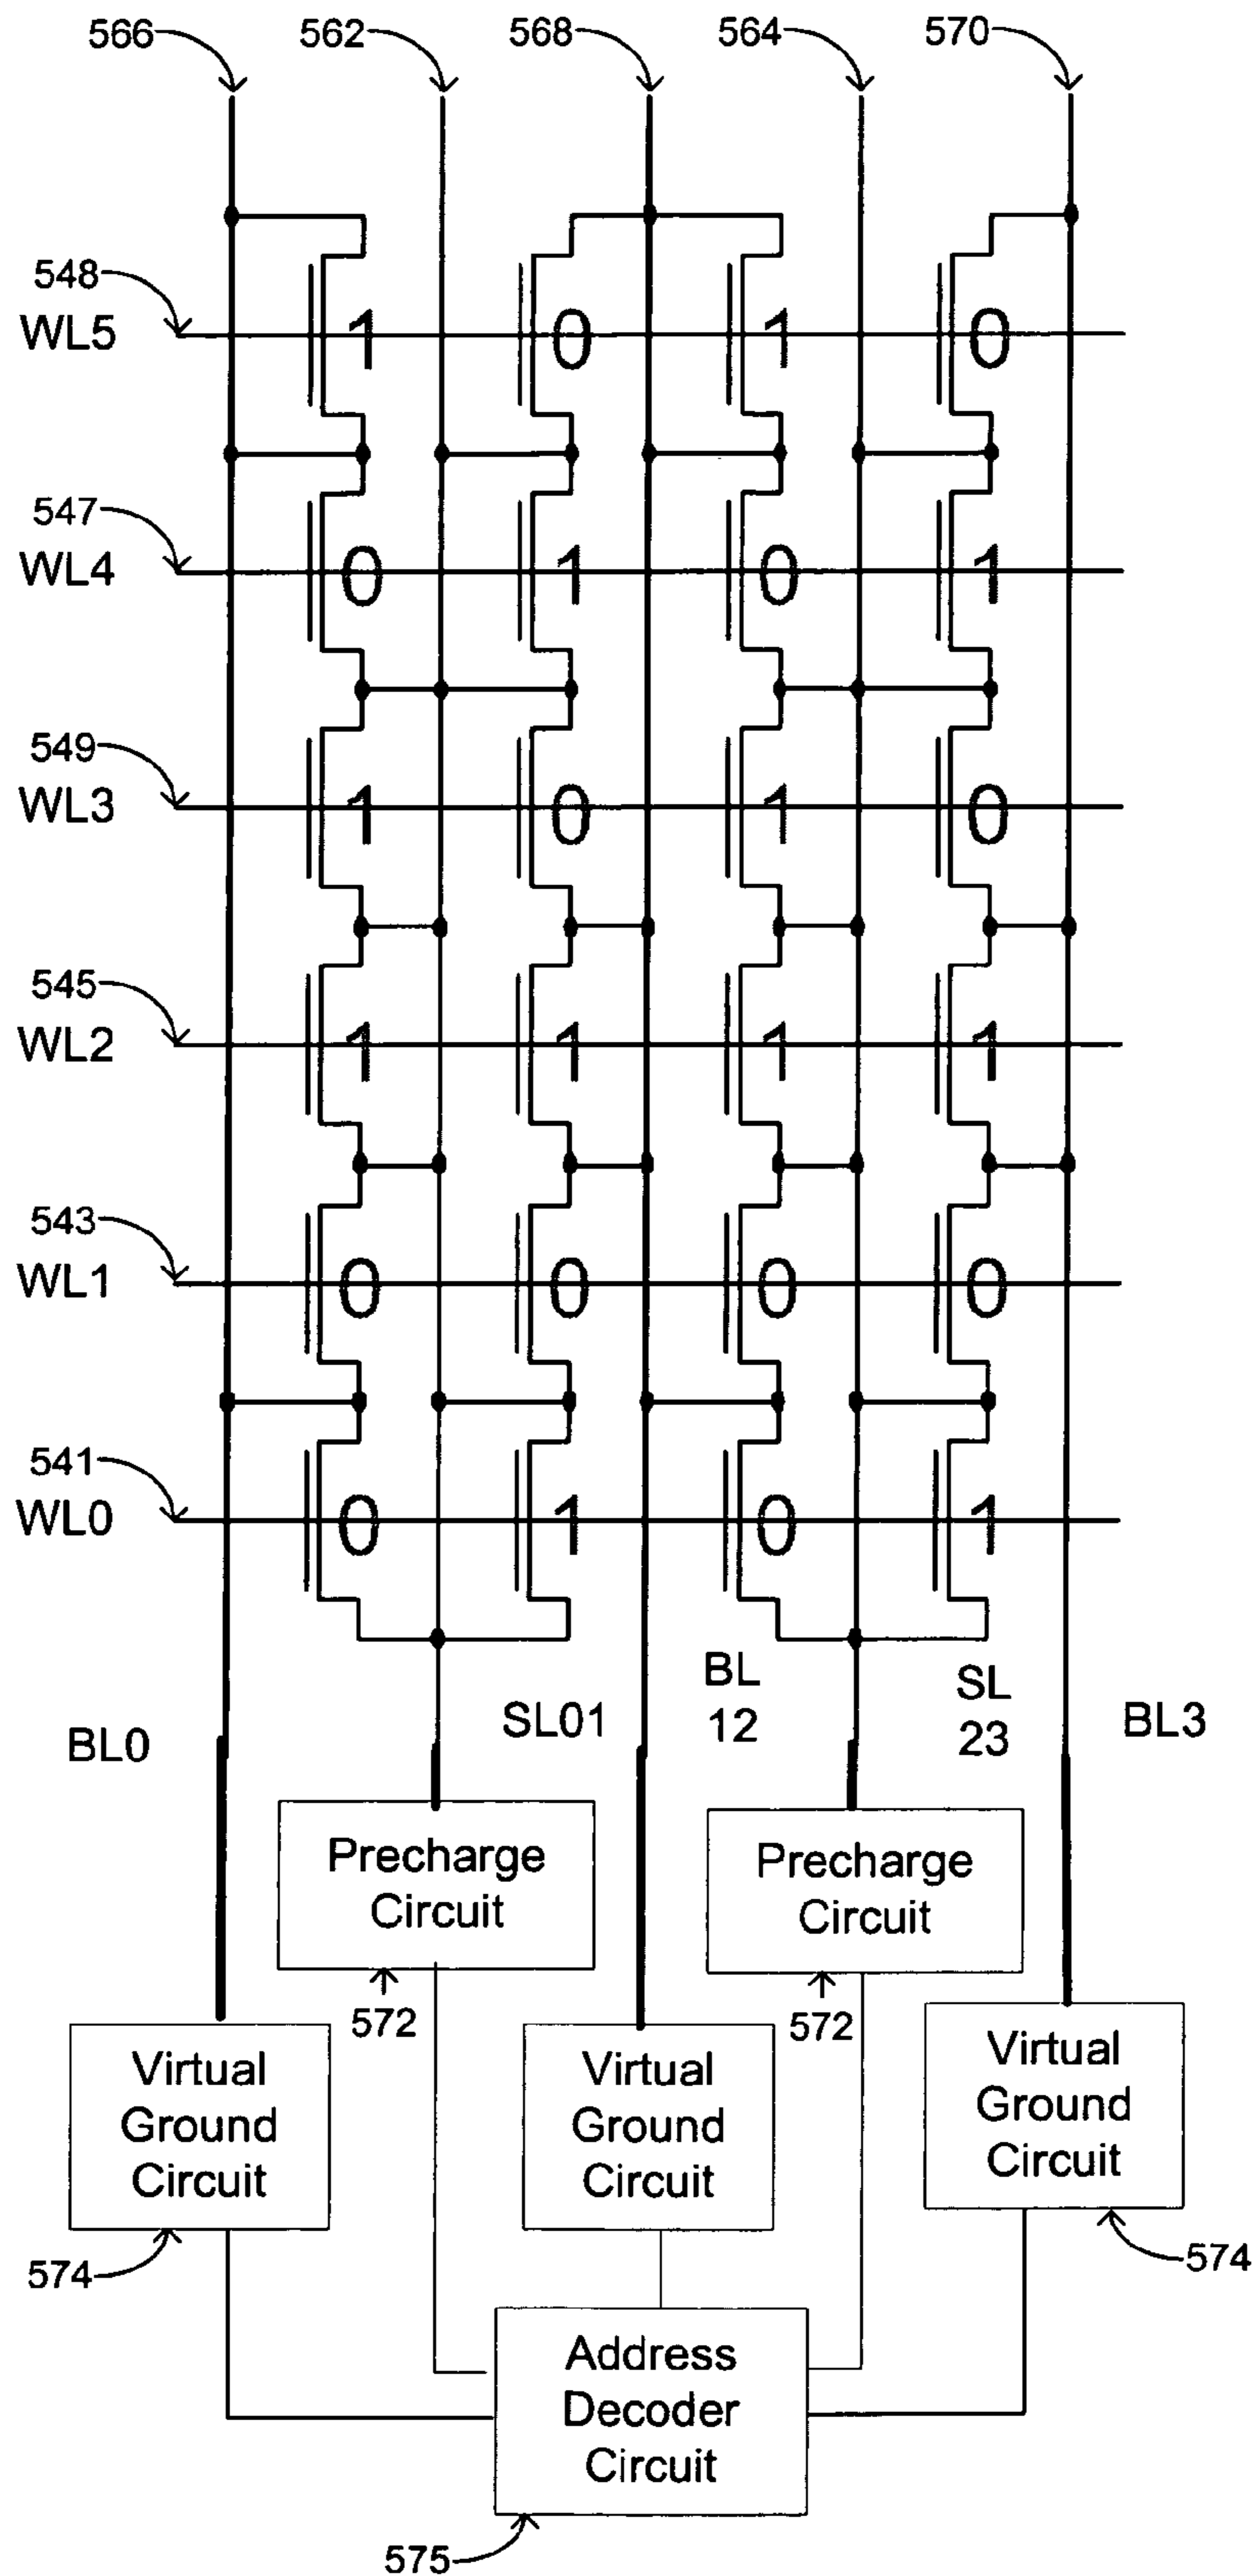 566 562 568 564 570
548
WL5 1 0 1 0
547
WL4 0 1 0 1
549
WL3 1 0 1 0
545
WL2 1 1 1 1
543
WL1 0 0 0 0
541
WL0 0 1 0 1
BL0
SL01
BL
12
SL
23
BL3
Precharge
Circuit
572
Precharge
Circuit
572
Virtual
Ground
Circuit
574
Virtual
Ground
Circuit
Virtual
Ground
Circuit
574
Address
Decoder
Circuit
575